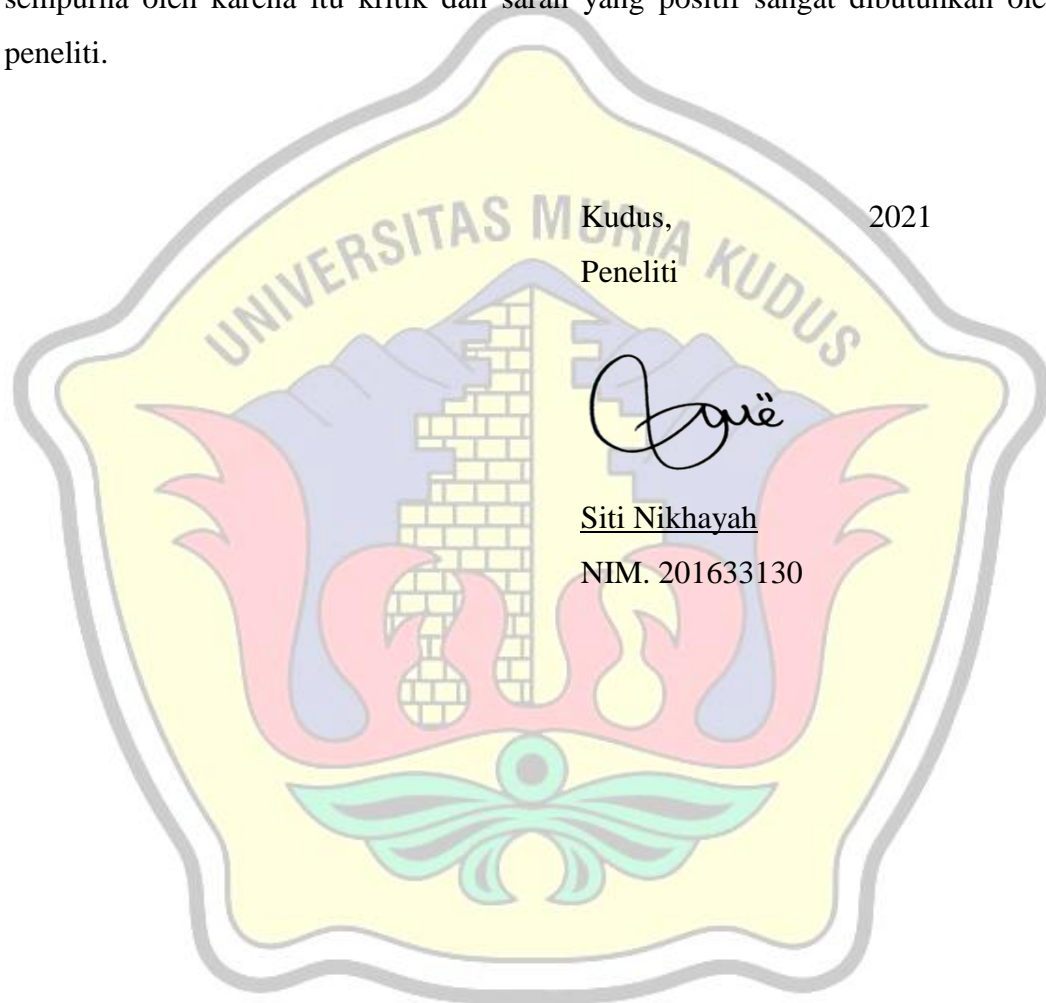 sempurna oleh karena itu kritik dan saran yang positif sangat dibutuhkan ole
peneliti.
UNIVERSITAS MURIA KUDUS
Kudus, 2021
Peneliti
Siti Nikhayah
NIM. 201633130